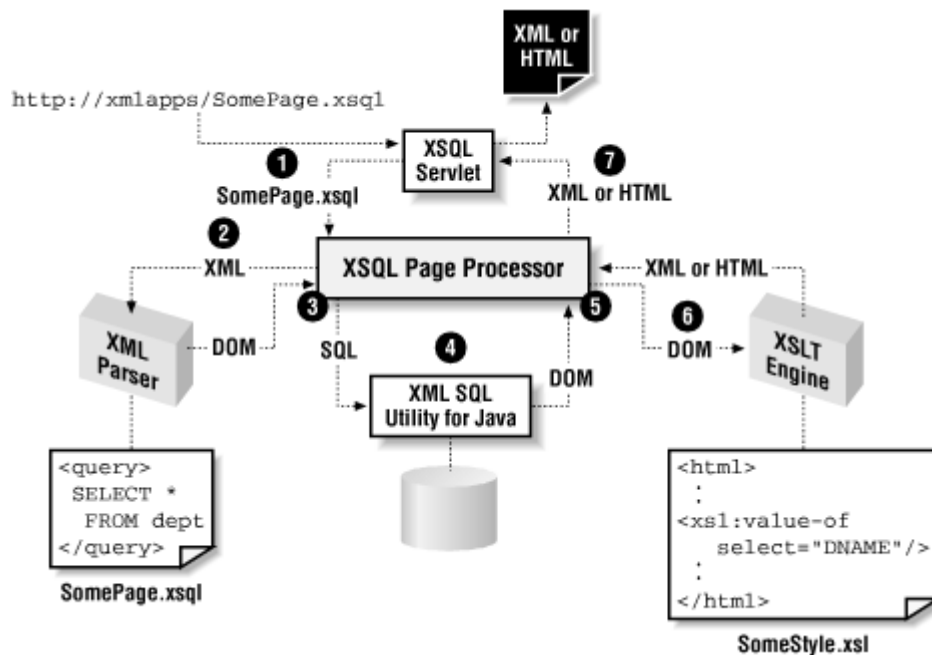 XML or
HTML
http://xmlapps/SomePage.xsql
XSQL
Servlet
1
SomePage.xsql
7
XML or HTML
2
XML
XSQL Page Processor
XML or HTML
3
5
6
XML
Parser
DOM
SQL
4
DOM
DOM
XSLT
Engine
XML SQL
Utility for Java
<query>
SELECT *
FROM dept
</query>
SomePage.xsql
<html>
:
<xsl:value-of
select="DNAME"/>
:
</html>
SomeStyle.xsl